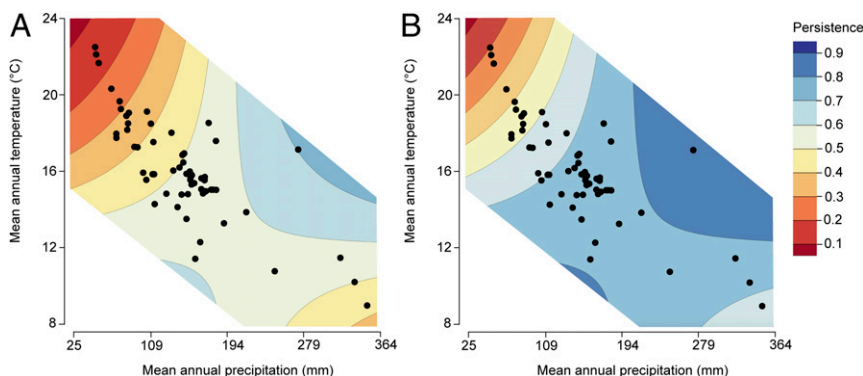 A
B
Persistence
24
20
16
12
8
Mean annual temperature (°C)
25 109 194 279 364
Mean annual precipitation (mm)
24
20
16
12
8
Mean annual temperature (°C)
25 109 194 279 364
Mean annual precipitation (mm)
0.9
0.8
0.7
0.6
0.5
0.4
0.3
0.2
0.1